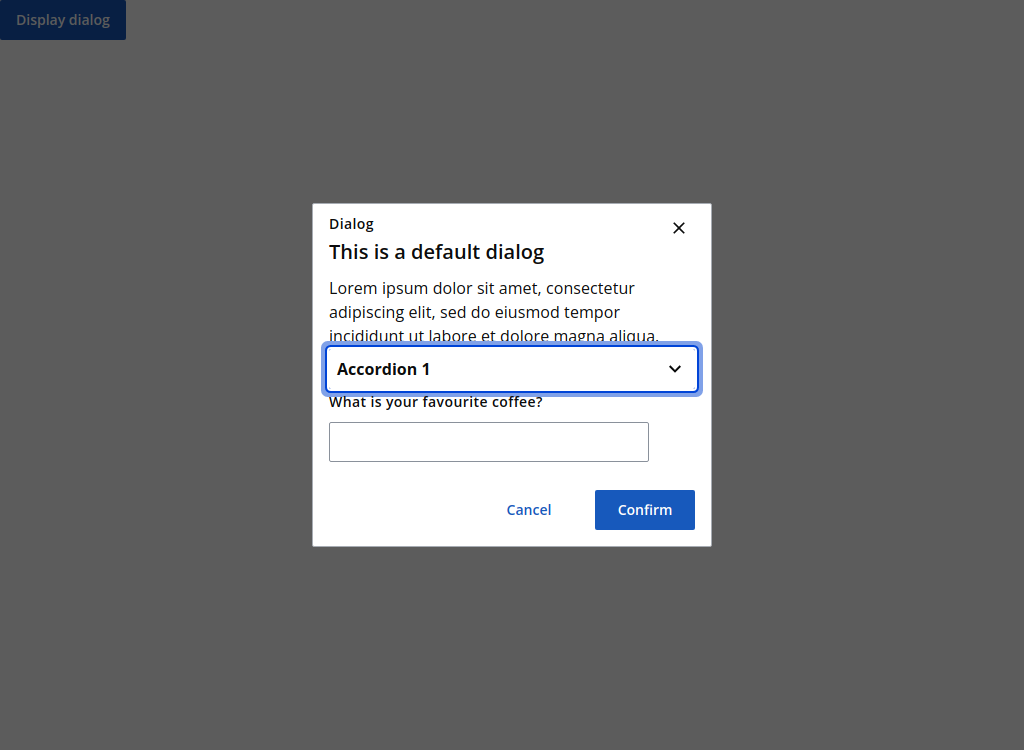 Display dialog
Dialog
This is a default dialog
Lorem ipsum dolor sit amet, consectetur
adipiscing elit, sed do eiusmod tempor
incididunt ut labore et dolore magna aliqua.
Accordion 1
What is your favourite coffee?
Cancel
Confirm